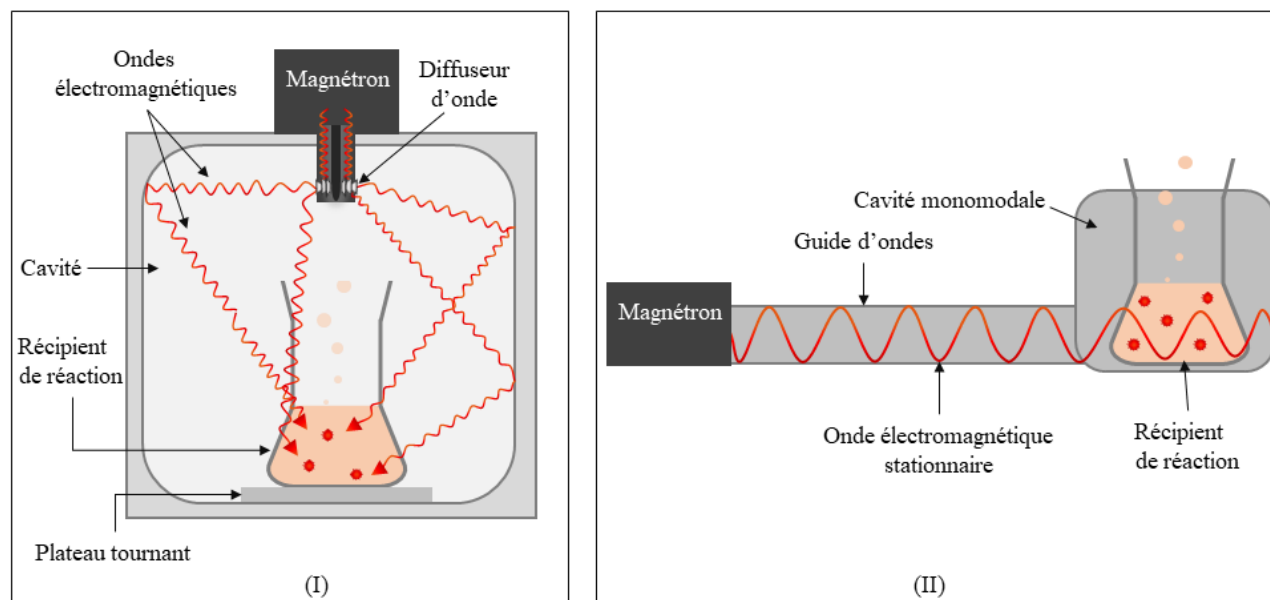 Ondes
électromagnétiques
Magnétron
Diffuseur
d’onde
Cavité
Récipient
de réaction
Plateau tournant
(I)
Cavité monomodale
Guide d’ondes
Magnétron
Onde électromagnétique
stationnaire
Récipient
de réaction
(II)